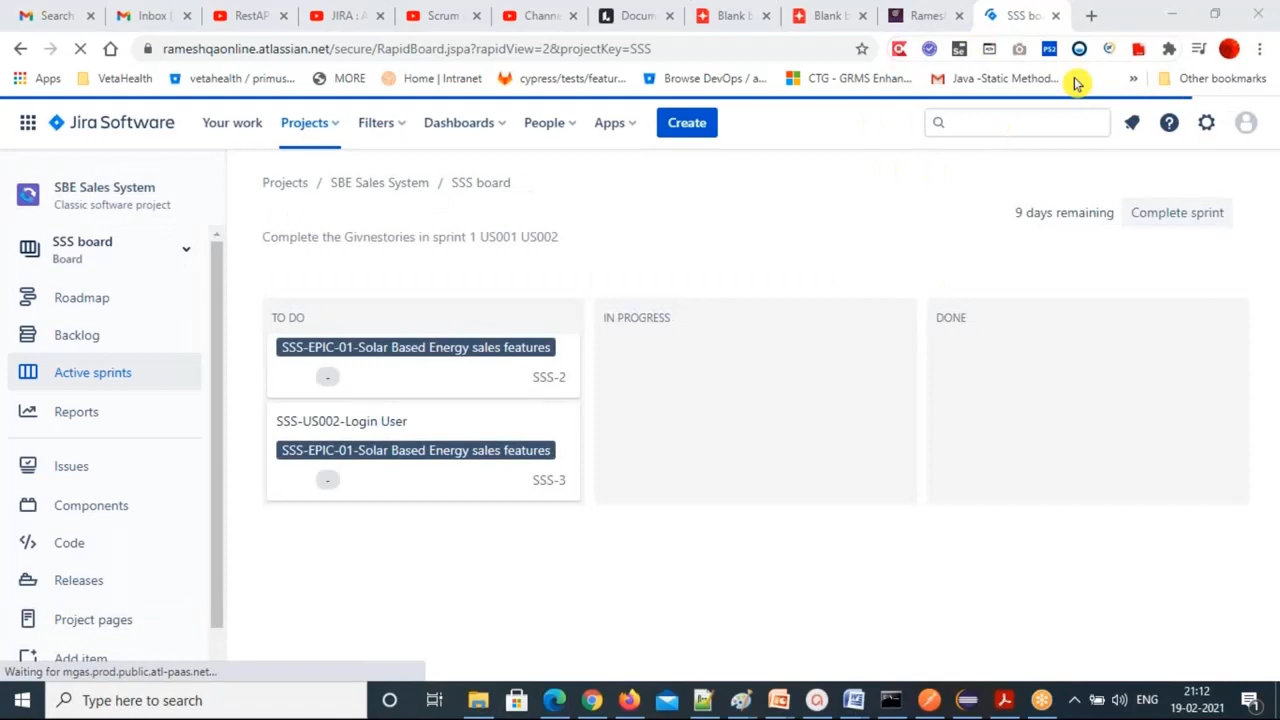 Search
Inbox (
RestAP
JIRA : A
Scrum
Chann
Docum
Blank b
Blank b
Ramesh
SSS bo
rameshqaonline.atlassian.net/secure/RapidBoard.jspa?rapidView=2&projectKey=SSS
Apps
VetaHealth
vetahealth / primus...
MORE
Home | Intranet
cypress/tests/featur...
Browse DevOps / a...
CTG - GRMS Enhan...
Java -Static Method...
»
Other bookmarks
Jira Software
Your work
Projects
Filters
Dashboards
People
Apps
Create
SBE Sales System
Classic software project
SSS board
Board
Roadmap
Backlog
Active sprints
Reports
Issues
Components
Code
Releases
Project pages
Add item
Projects / SBE Sales System / SSS board
9 days remaining
Complete sprint
Complete the Givnestories in sprint 1 US001 US002
TO DO
IN PROGRESS
DONE
SSS-EPIC-01-Solar Based Energy sales features
-
SSS-2
SSS-US002-Login User
SSS-EPIC-01-Solar Based Energy sales features
-
SSS-3
Waiting for mgas.prod.public.atl-paas.net...
Type here to search
ENG
21:12
19-02-2021